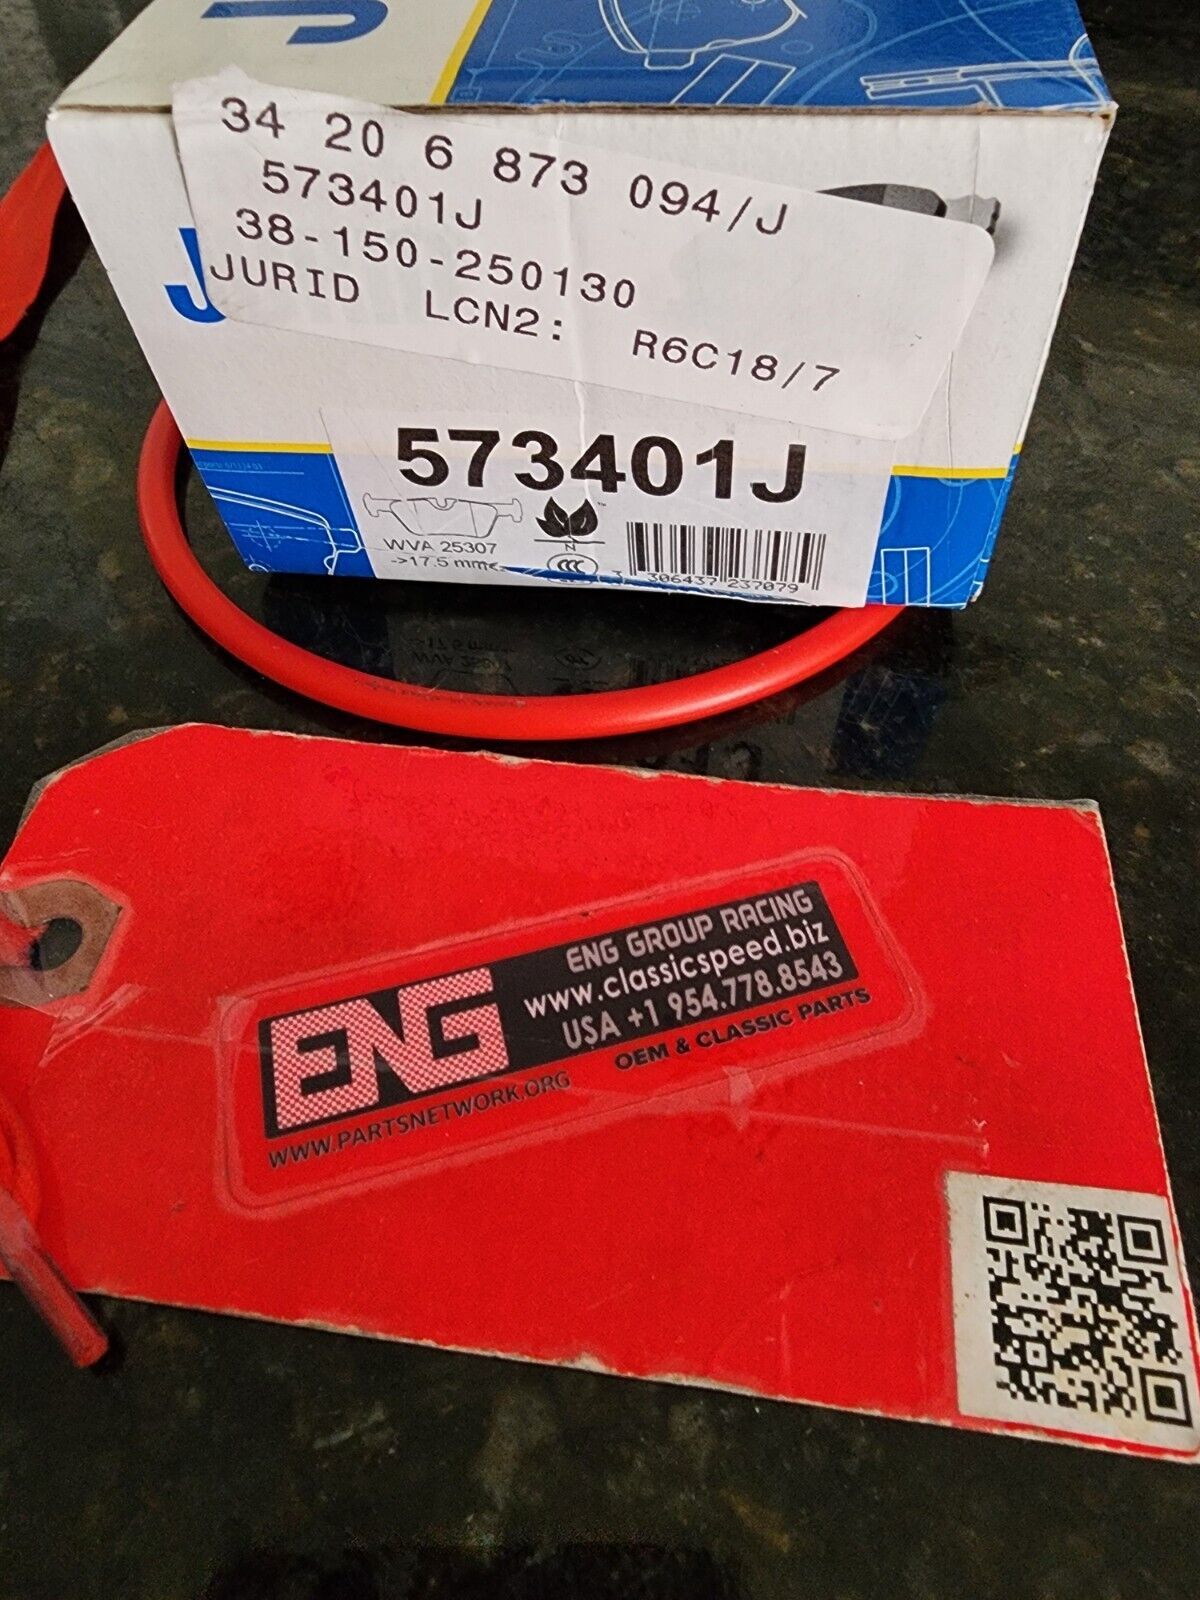 34 20 6 873 094/J
573401J
38-150-250130
JURID LCN2: R6C18/7
J
573401J
WVA 25307
->17.5 mm<-
N
CCC
3 306437 237079
ENG GROUP RACING
www.classicspeed.biz
USA +1 954.778.8543
ENG
OEM & CLASSIC PARTS
WWW.PARTSNETWORK.ORG